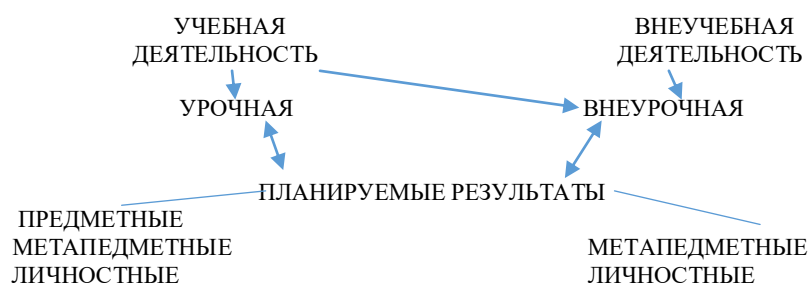 УЧЕБНАЯ
ДЕЯТЕЛЬНОСТЬ
ВНЕУЧЕБНАЯ
ДЕЯТЕЛЬНОСТЬ
УРОЧНАЯ
ВНЕУРОЧНАЯ
ПЛАНИРУЕМЫЕ РЕЗУЛЬТАТЫ
ПРЕДМЕТНЫЕ
МЕТАПЕДМЕТНЫЕ
ЛИЧНОСТНЫЕ
МЕТАПЕДМЕТНЫЕ
ЛИЧНОСТНЫЕ